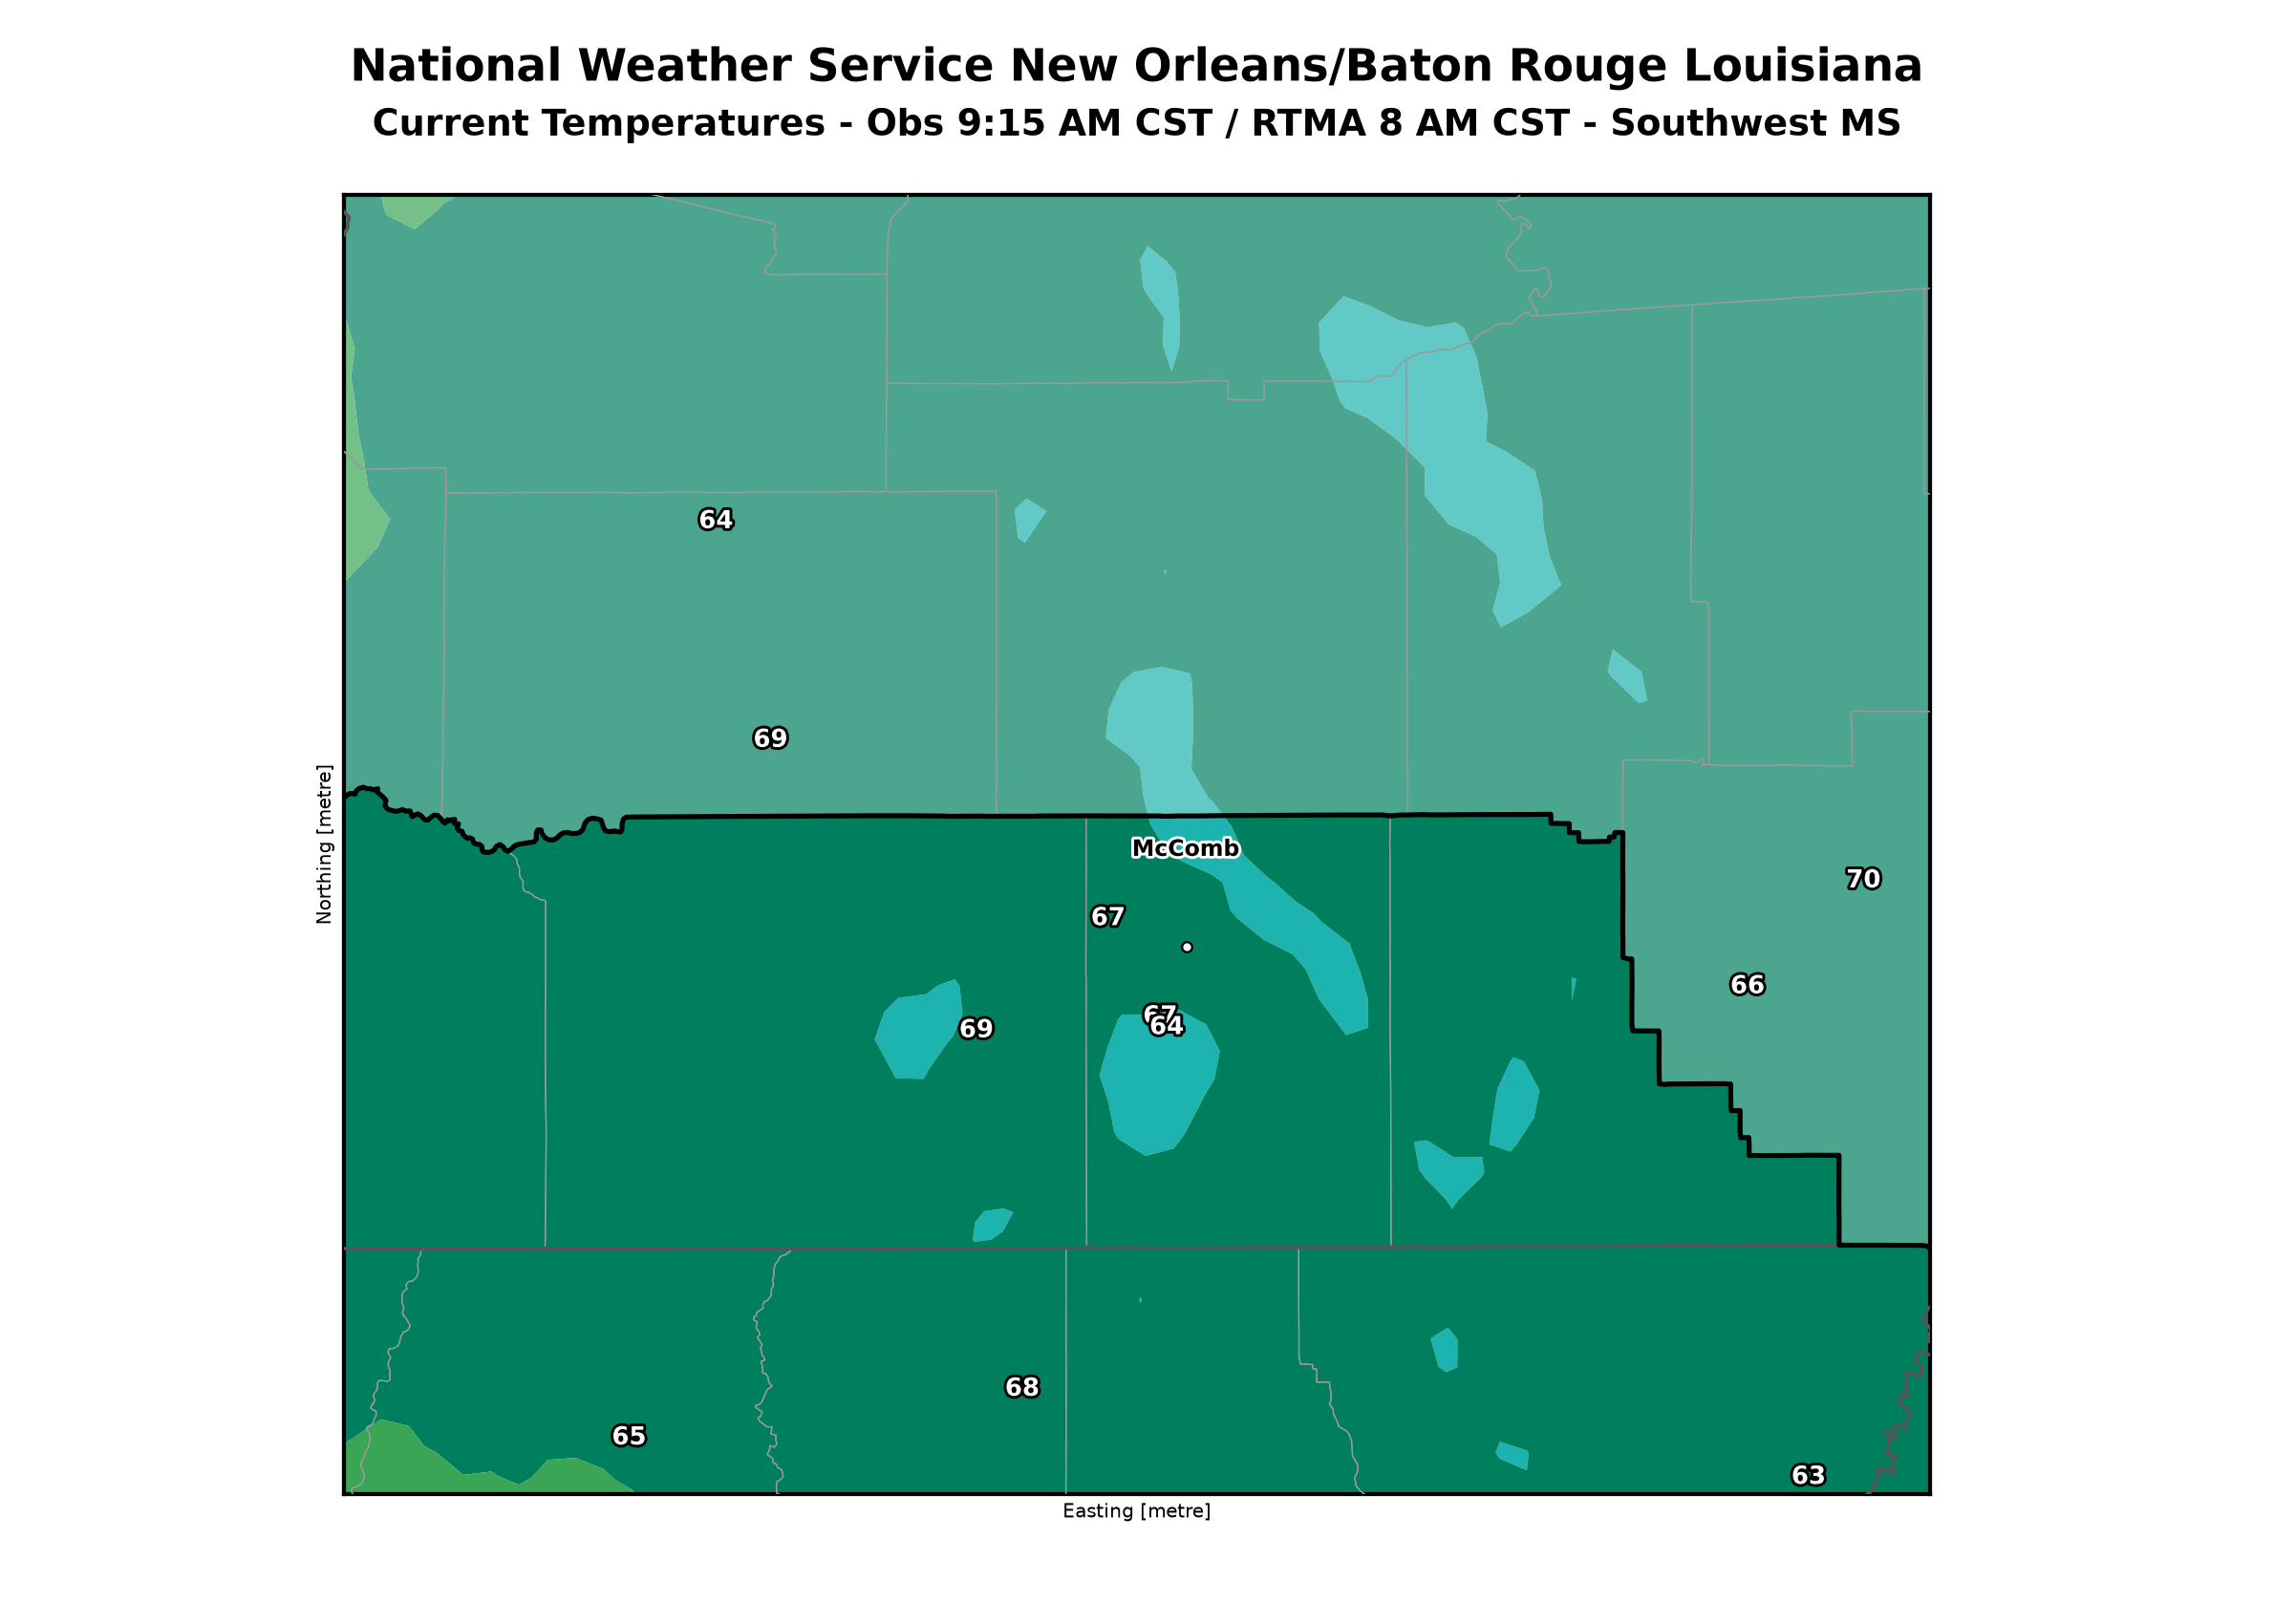 National Weather Service New Orleans/Baton Rouge Louisiana
Current Temperatures - Obs 9:15 AM CST / RTMA 8 AM CST - Southwest MS
64
69
McComb
70
67
66
67
64
69
68
65
63
Northing [metre]
Easting [metre]